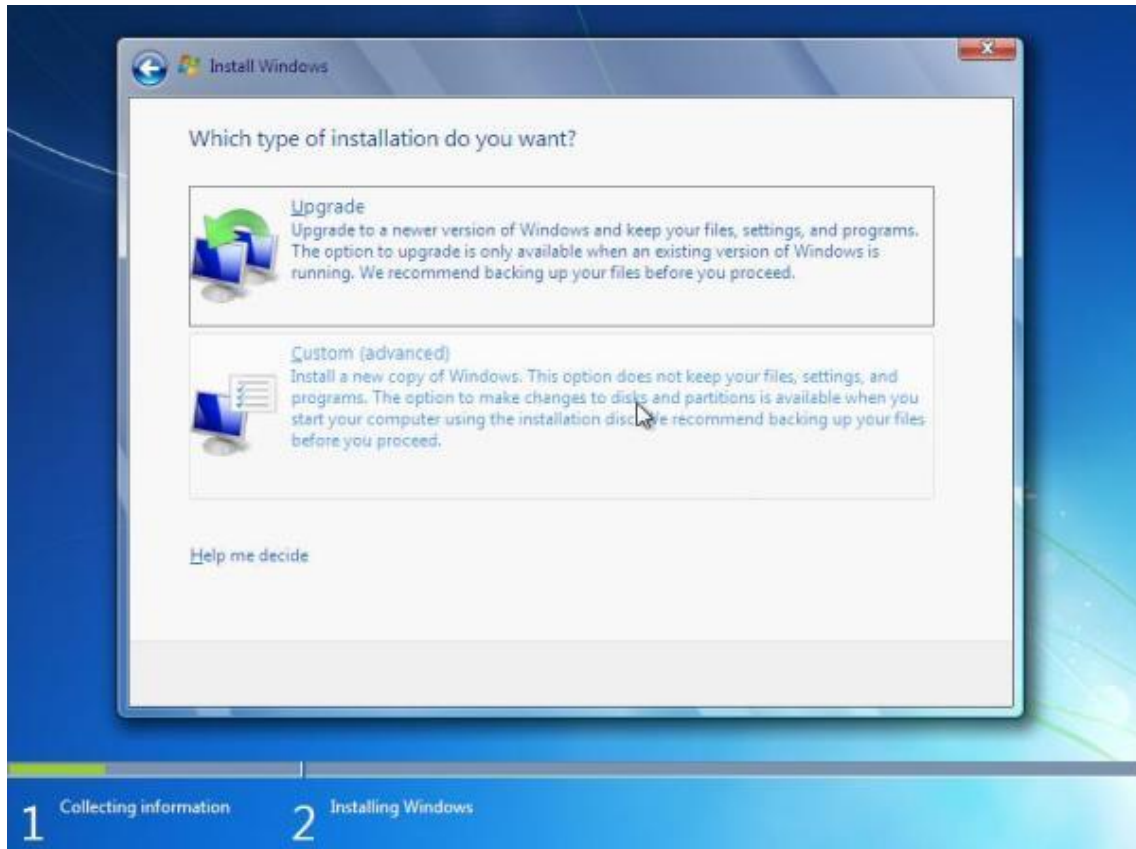 Install Windows
Which type of installation do you want?
Upgrade
Upgrade to a newer version of Windows and keep your files, settings, and programs.
The option to upgrade is only available when an existing version of Windows is
running. We recommend backing up your files before you proceed.
Custom (advanced)
Install a new copy of Windows. This option does not keep your files, settings, and
programs. The option to make changes to disks and partitions is available when you
start your computer using the installation disc. We recommend backing up your files
before you proceed.
Help me decide
1 Collecting information 2 Installing Windows